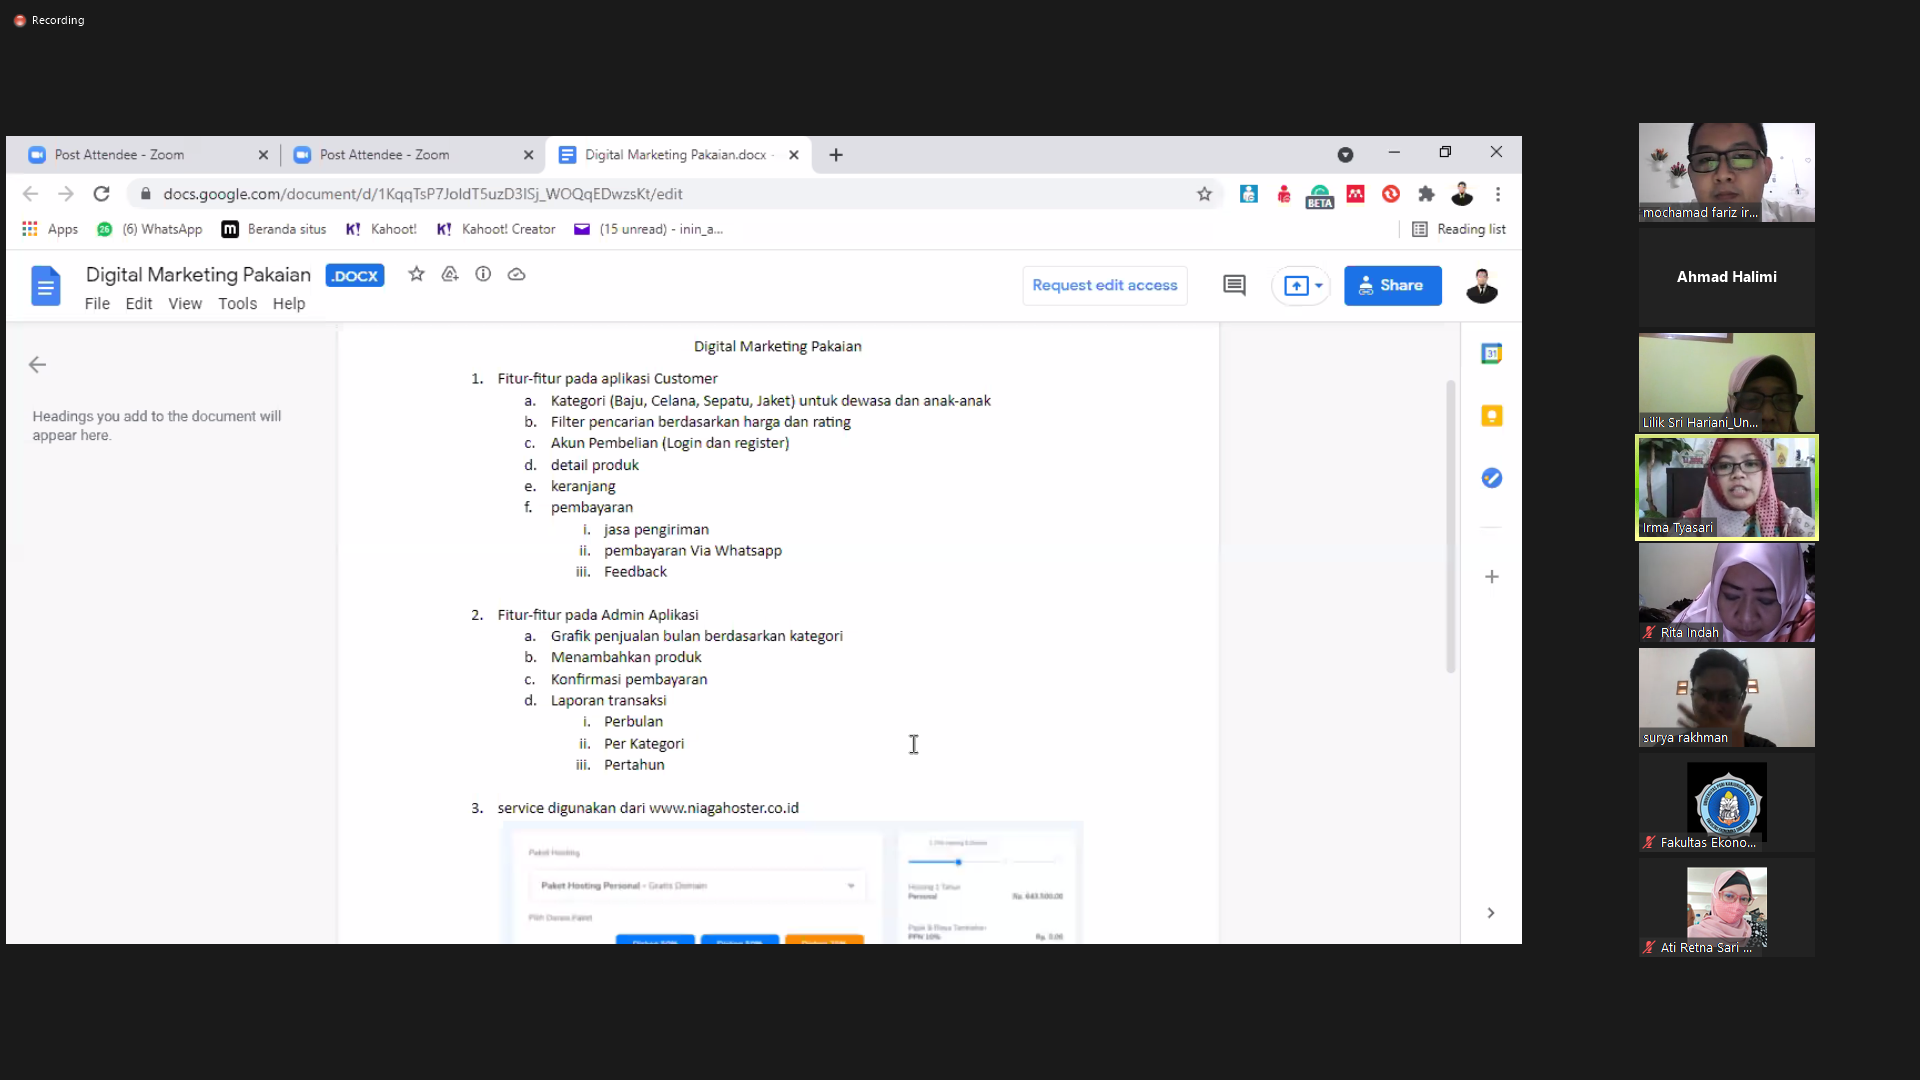 Recording
Post Attendee - Zoom
Post Attendee - Zoom
Digital Marketing Pakaian.docx -
docs.google.com/document/d/1KqqTsP7JoIdT5uzD3ISj_WOQqEDwzsKt/edit
BETA
Apps
26
(6) WhatsApp
m
Beranda situs
K!
Kahoot!
K!
Kahoot! Creator
(15 unread) - inin_a...
Reading list
Digital Marketing Pakaian
.DOCX
Request edit access
Share
File Edit View Tools Help
31
Headings you add to the document will
appear here.
Digital Marketing Pakaian
1. Fitur-fitur pada aplikasi Customer
a. Kategori (Baju, Celana, Sepatu, Jaket) untuk dewasa dan anak-anak
b. Filter pencarian berdasarkan harga dan rating
c. Akun Pembelian (Login dan register)
d. detail produk
e. keranjang
f. pembayaran
i. jasa pengiriman
ii. pembayaran Via Whatsapp
iii. Feedback
2. Fitur-fitur pada Admin Aplikasi
a. Grafik penjualan bulan berdasarkan kategori
b. Menambahkan produk
c. Konfirmasi pembayaran
d. Laporan transaksi
i. Perbulan
ii. Per Kategori
iii. Pertahun
3. service digunakan dari www.niagahoster.co.id
Paket Hosting
Paket Hosting Personal - Gratis Domain
Pilih Durasi Paket
Hosting 1 Tahun
Personal
Rp. 643.500,00
PPN 10%
Rp. 0,00
mochamad fariz ir...
Ahmad Halimi
Lilik Sri Hariani_Un...
Irma Tyasari
Rita Indah
surya rakhman
Fakultas Ekono...
Ati Retna Sari ...